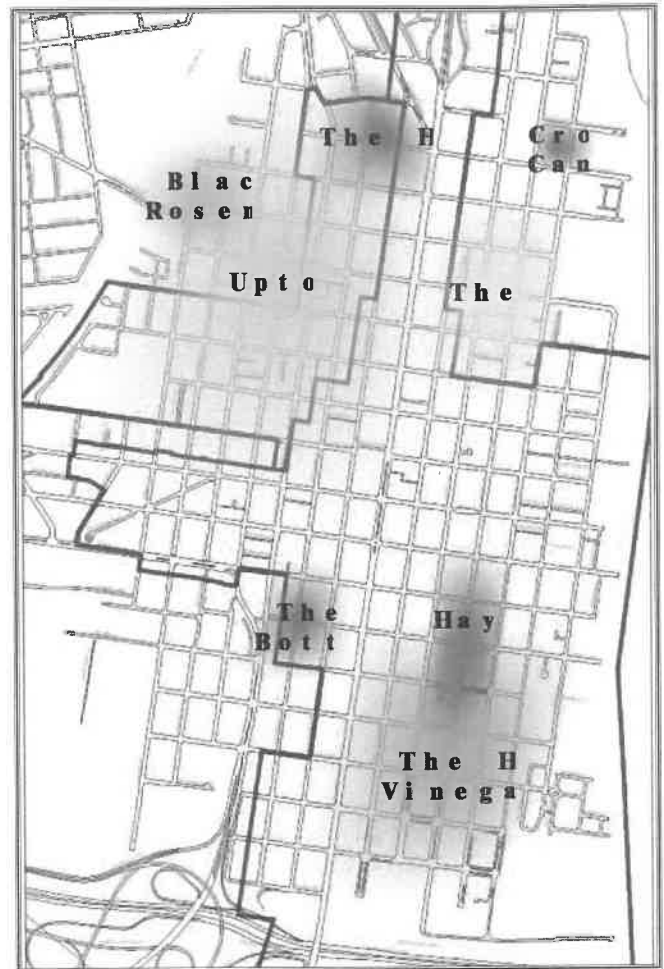 The H
Cro
Can
Blac
Rosen
Upto
The
The
Bott
Hay
The H
Vinega